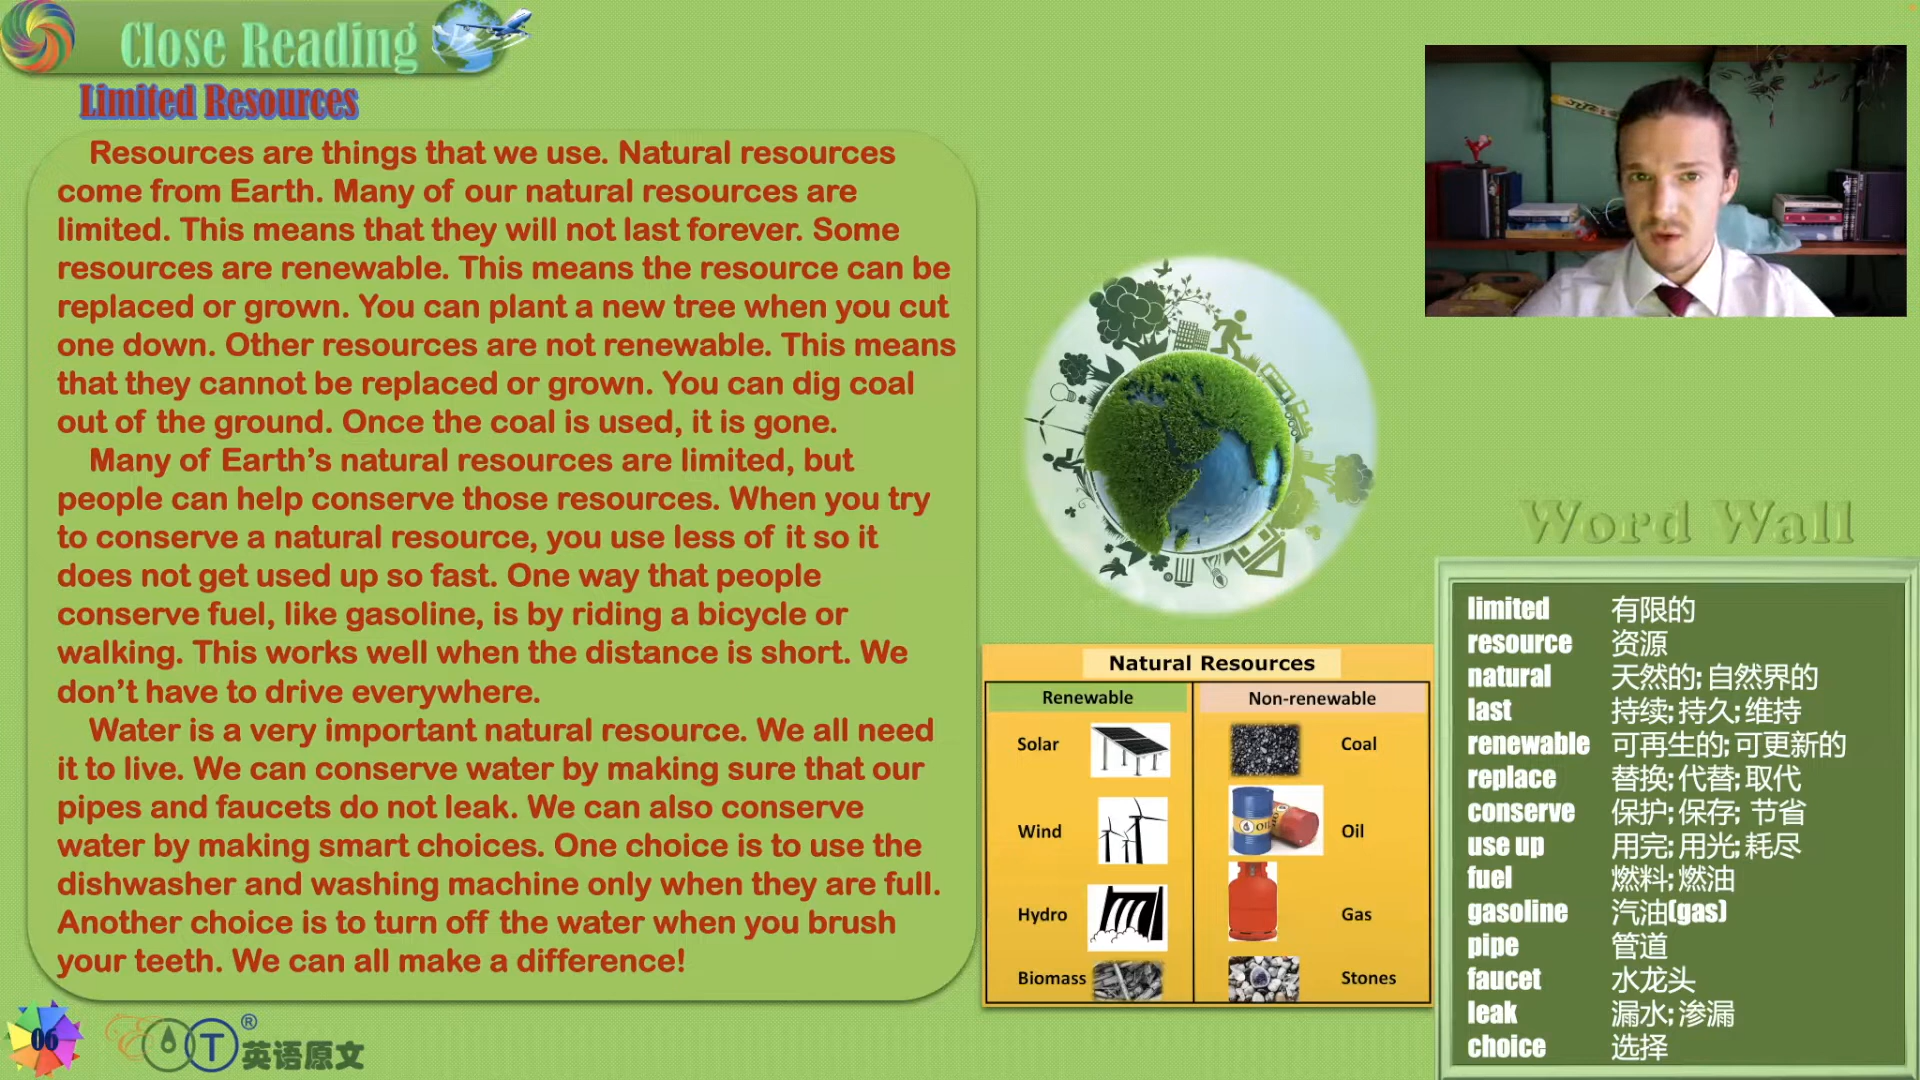 Close Reading
Limited Resources
Resources are things that we use. Natural resources
come from Earth. Many of our natural resources are
limited. This means that they will not last forever. Some
resources are renewable. This means the resource can be
replaced or grown. You can plant a new tree when you cut
one down. Other resources are not renewable. This means
that they cannot be replaced or grown. You can dig coal
out of the ground. Once the coal is used, it is gone.
Many of Earth's natural resources are limited, but
people can help conserve those resources. When you try
to conserve a natural resource, you use less of it so it
does not get used up so fast. One way that people
conserve fuel, like gasoline, is by riding a bicycle or
walking. This works well when the distance is short. We
don't have to drive everywhere.
Water is a very important natural resource. We all need
it to live. We can conserve water by making sure that our
pipes and faucets do not leak. We can also conserve
water by making smart choices. One choice is to use the
dishwasher and washing machine only when they are full.
Another choice is to turn off the water when you brush
your teeth. We can all make a difference!
Natural Resources
Renewable Non-renewable
Solar Coal
Wind Oil
Hydro Gas
Biomass Stones
Word Wall
limited 有限的
resource 资源
natural 天然的; 自然界的
last 持续; 持久; 维持
renewable 可再生的; 可更新的
replace 替换; 代替; 取代
conserve 保护; 保存; 节省
use up 用完; 用光; 耗尽
fuel 燃料; 燃油
gasoline 汽油(gas)
pipe 管道
faucet 水龙头
leak 漏水; 渗漏
choice 选择
06
T® 英语原文